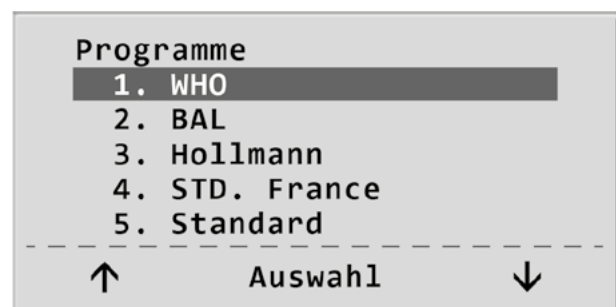 Programme
1. WHO
2. BAL
3. Hollmann
4. STD. France
5. Standard
↑ Auswahl ↓